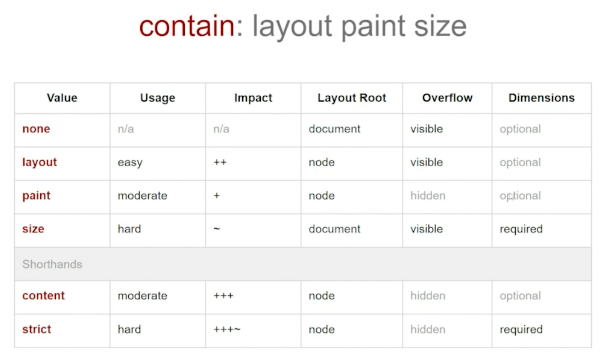 contain: layout paint size
Value Usage Impact Layout Root Overflow Dimensions
none n/a n/a document visible optional
layout easy ++ node visible optional
paint moderate + node hidden optional
size hard ~ document visible required
Shorthands
content moderate +++ node hidden optional
strict hard +++~ node hidden required